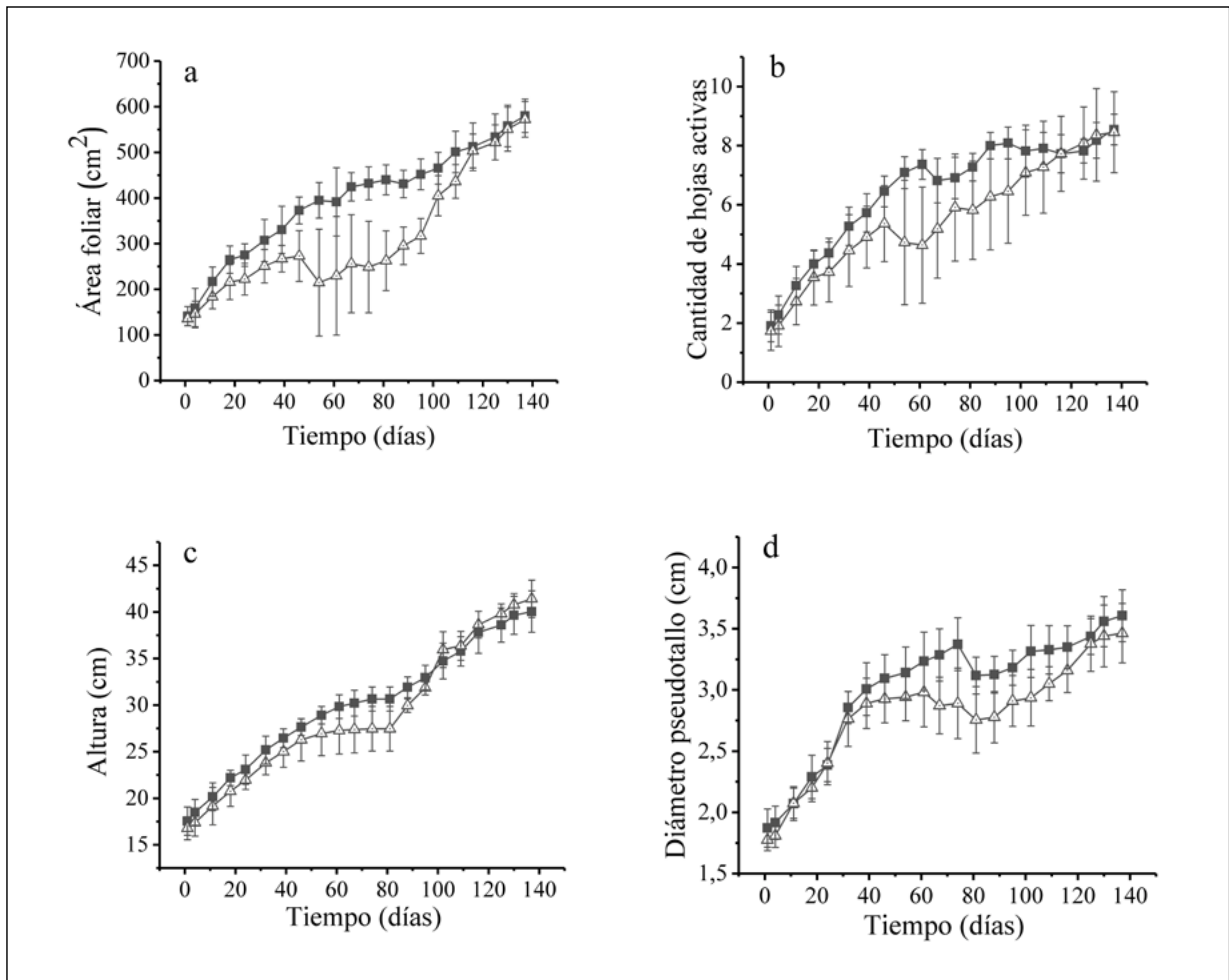 a
Área foliar (cm²)
700
600
500
400
300
200
100
0
0 20 40 60 80 100 120 140
Tiempo (días)
b
Cantidad de hojas activas
10
8
6
4
2
0
0 20 40 60 80 100 120 140
Tiempo (días)
c
Altura (cm)
45
40
35
30
25
20
15
0 20 40 60 80 100 120 140
Tiempo (días)
d
Diámetro pseudotallo (cm)
4,0
3,5
3,0
2,5
2,0
1,5
0 20 40 60 80 100 120 140
Tiempo (días)